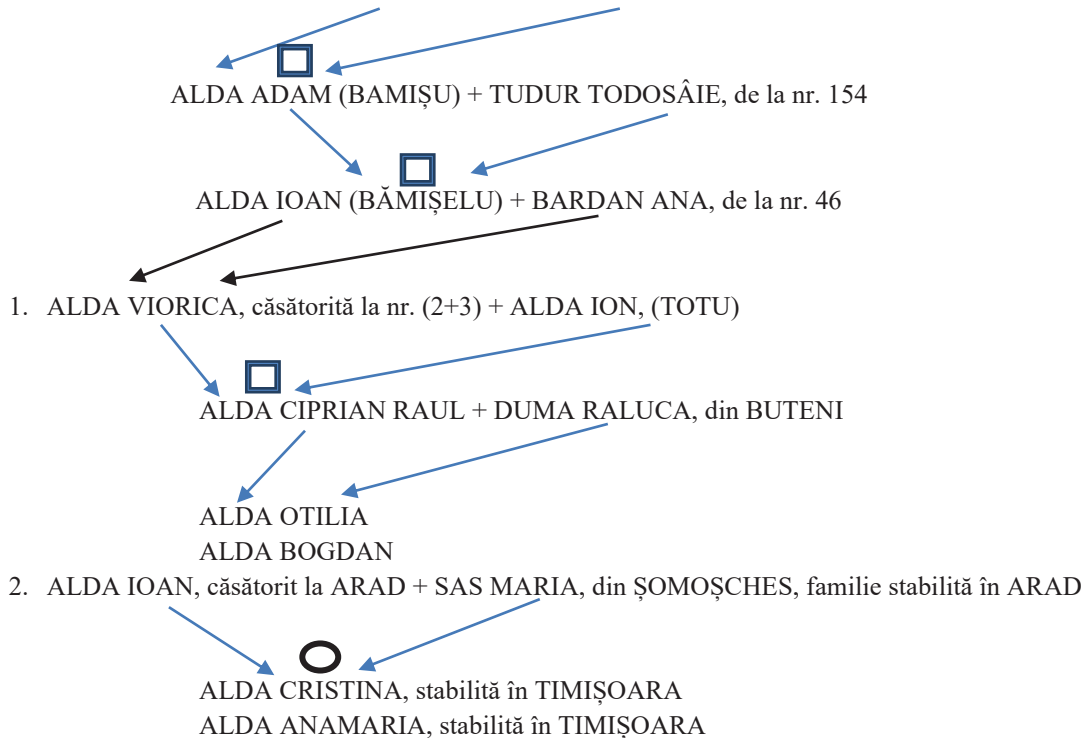 ALDA ADAM (BAMIȘU) + TUDUR TODOSÂIE, de la nr. 154
ALDA IOAN (BĂMIȘELU) + BARDAN ANA, de la nr. 46
1. ALDA VIORICA, căsătorită la nr. (2+3) + ALDA ION, (TOTU)
ALDA CIPRIAN RAUL + DUMA RALUCA, din BUTENI
ALDA OTILIA
ALDA BOGDAN
2. ALDA IOAN, căsătorit la ARAD + SAS MARIA, din ȘOMOȘCHES, familie stabilită în ARAD
ALDA CRISTINA, stabilită în TIMIȘOARA
ALDA ANAMARIA, stabilită în TIMIȘOARA